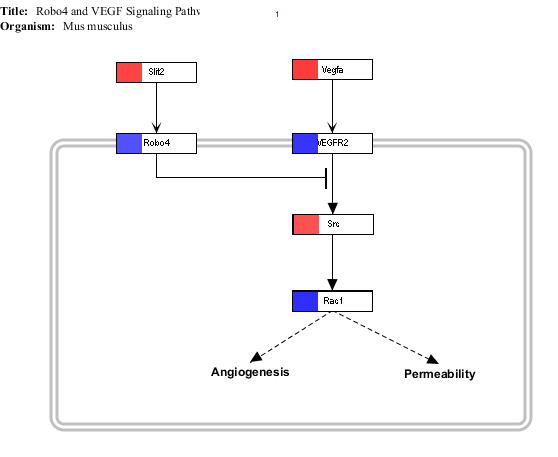 Title: Robo4 and VEGF Signaling Pathv
1
Organism: Mus musculus
Slit2
Vegfa
Robo4
VEGFR2
Src
Rac1
Angiogenesis
Permeability